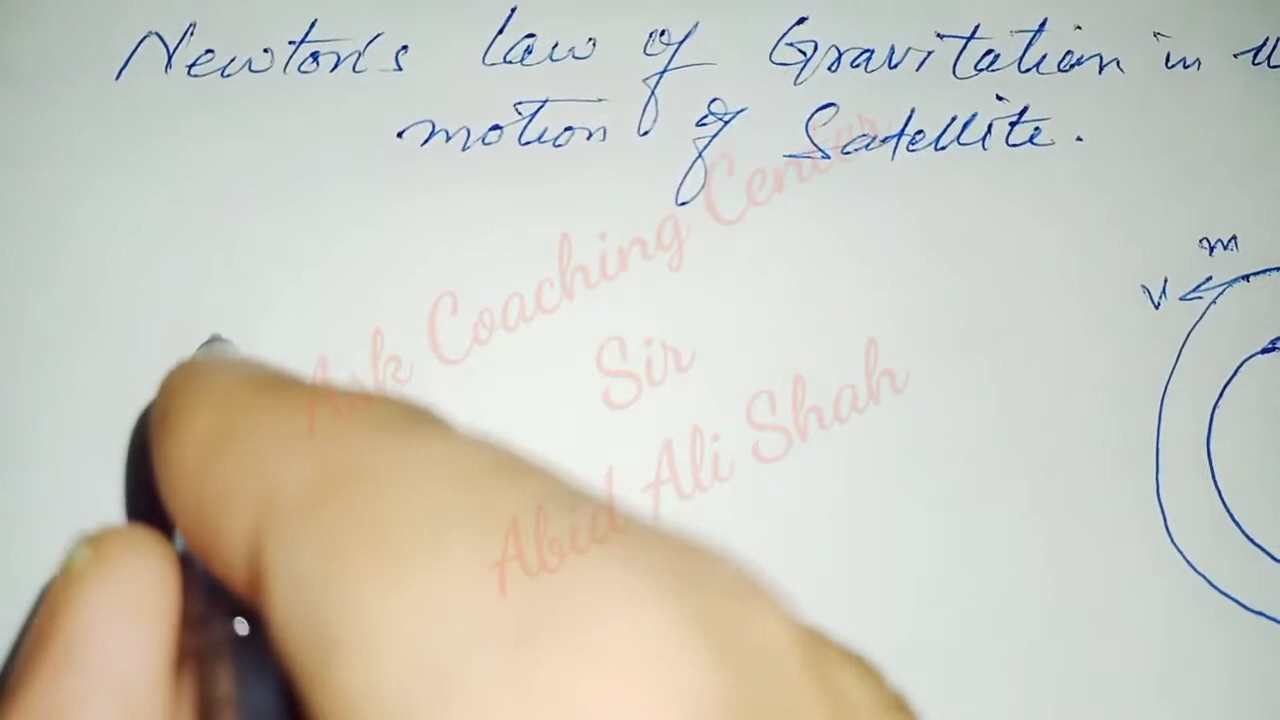 Newton's law of Gravitation in
motion of Satellite.
m
V
Ask Coaching Center
Sir
Abid Ali Shah